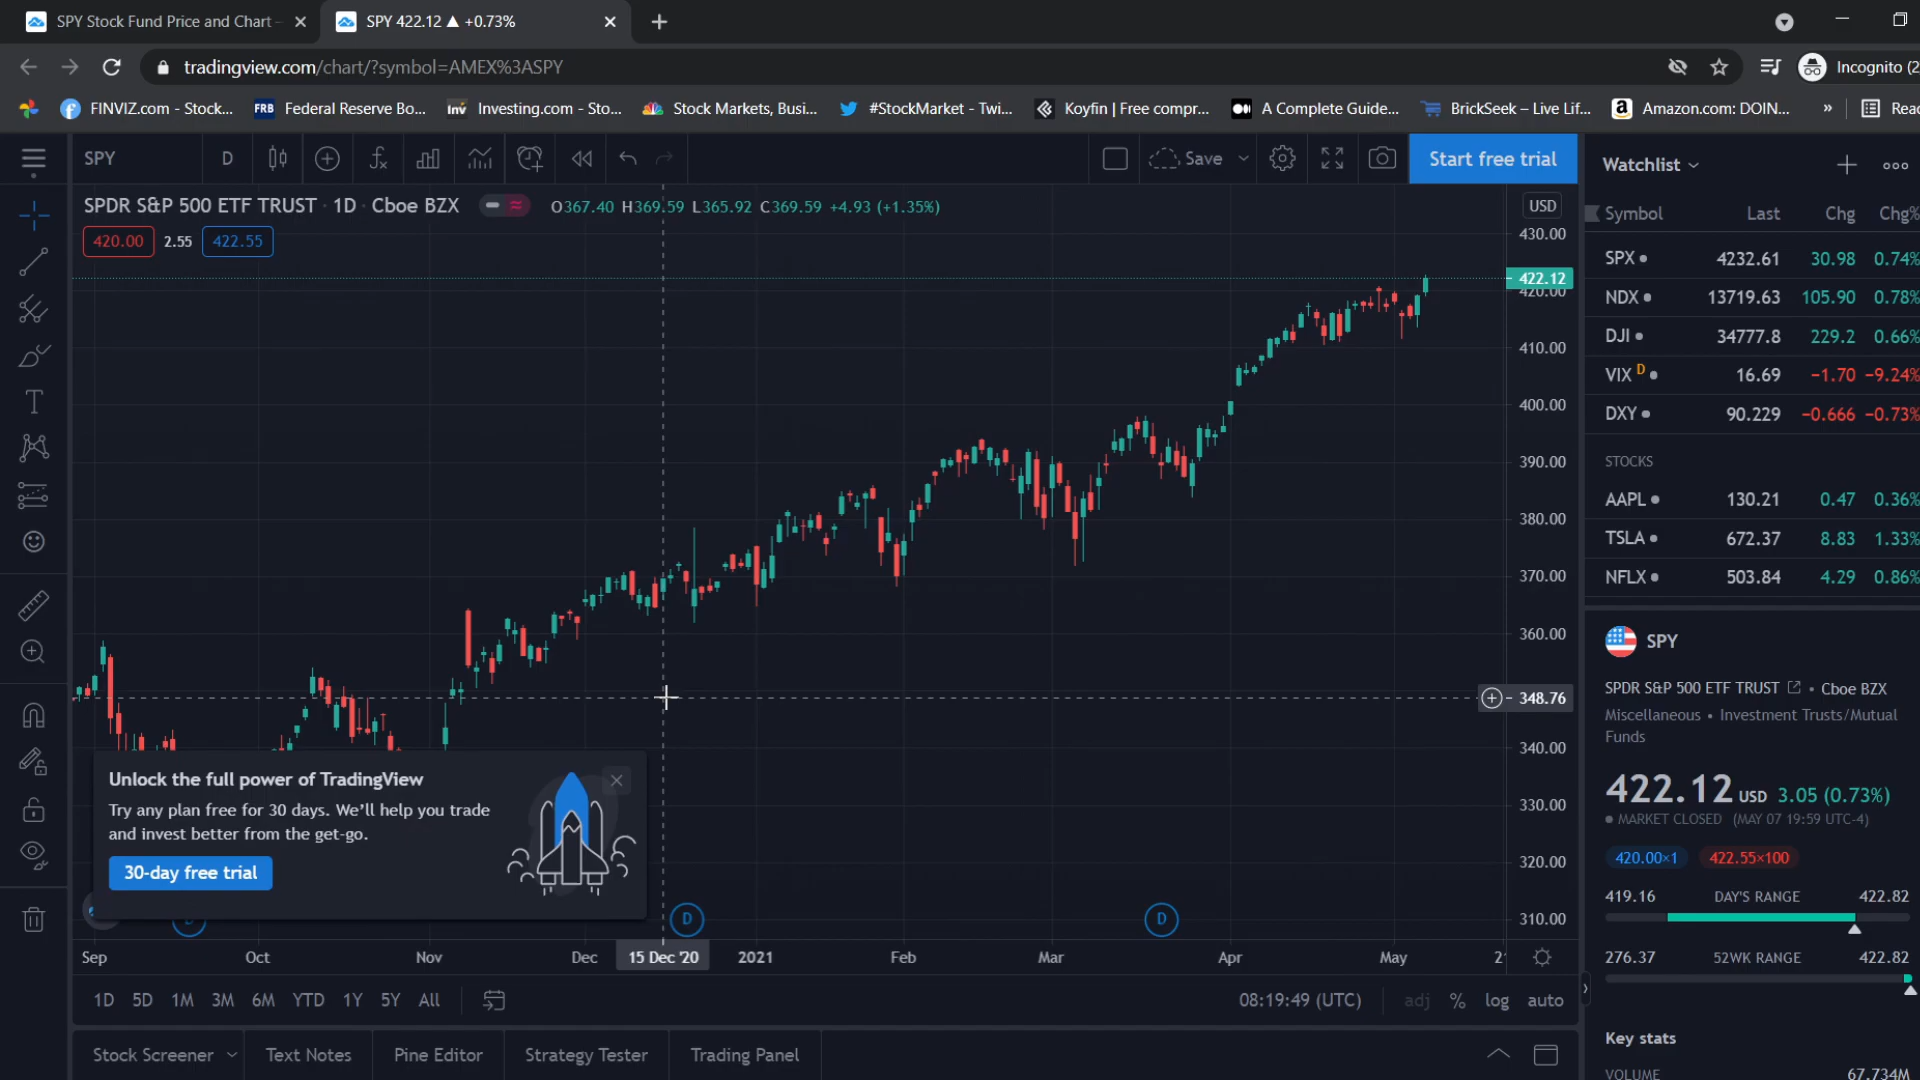 SPY Stock Fund Price and Chart -
SPY 422.12 ▲ +0.73%
tradingview.com/chart/?symbol=AMEX%3ASPY
Incognito (2
FINVIZ.com - Stock...
FRB Federal Reserve Bo...
Inv Investing.com - Sto...
Stock Markets, Busi...
#StockMarket - Twi...
Koyfin | Free compr...
A Complete Guide...
BrickSeek – Live Lif...
a Amazon.com: DOIN...
»
Rea
SPY
D
Save
Start free trial
Watchlist
SPDR S&P 500 ETF TRUST · 1D · Cboe BZX
O367.40 H369.59 L365.92 C369.59 +4.93 (+1.35%)
420.00 2.55 422.55
USD
430.00
422.12
420.00
410.00
400.00
390.00
380.00
370.00
360.00
348.76
340.00
330.00
320.00
310.00
Unlock the full power of TradingView
Try any plan free for 30 days. We'll help you trade
and invest better from the get-go.
30-day free trial
D
D
Sep Oct Nov Dec 15 Dec '20 2021 Feb Mar Apr May
1D 5D 1M 3M 6M YTD 1Y 5Y All
08:19:49 (UTC) adj % log auto
Stock Screener Text Notes Pine Editor Strategy Tester Trading Panel
Symbol Last Chg Chg%
SPX 4232.61 30.98 0.74%
NDX 13719.63 105.90 0.78%
DJI 34777.8 229.2 0.66%
VIX D 16.69 −1.70 −9.24%
DXY 90.229 −0.666 −0.73%
STOCKS
AAPL 130.21 0.47 0.36%
TSLA 672.37 8.83 1.33%
NFLX 503.84 4.29 0.86%
SPY
SPDR S&P 500 ETF TRUST • Cboe BZX
Miscellaneous • Investment Trusts/Mutual
Funds
422.12 USD 3.05 (0.73%)
MARKET CLOSED (MAY 07 19:59 UTC-4)
420.00×1 422.55×100
419.16 DAY'S RANGE 422.82
276.37 52WK RANGE 422.82
Key stats
VOLUME 67.734M